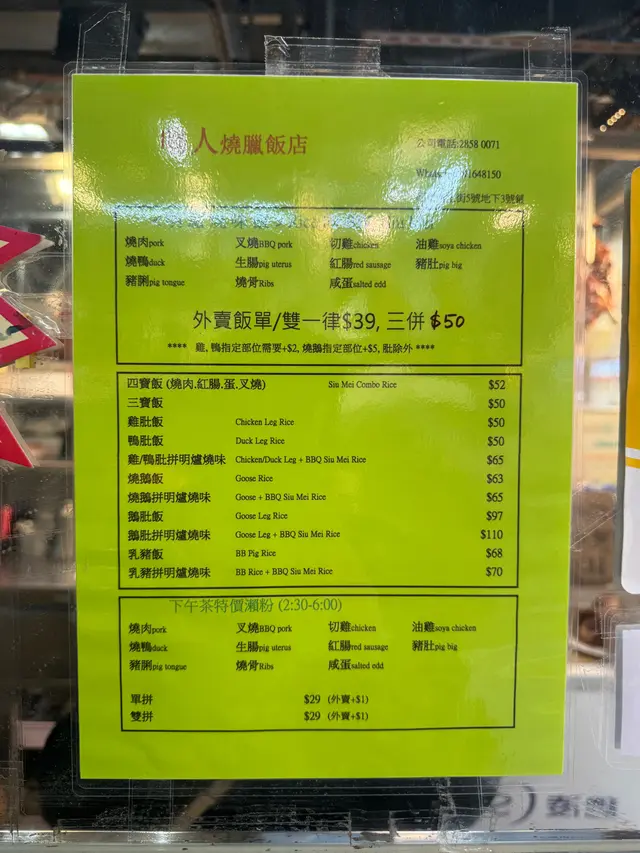 人燒臘飯店
公司電話:2858 0071
街5號地下3號舖
燒肉pork 叉燒BBQ pork 切雞chicken 油雞soya chicken
燒鴨duck 生腸pig uterus 紅腸red sausage 豬肚pig big
豬脷pig tongue 燒骨Ribs 咸蛋salted edd
外賣飯單/雙一律$39, 三併 $50
**** 雞, 鴨指定部位需要+$2, 燒鵝指定部位+$5, 肶除外 ****
四寶飯 (燒肉.紅腸.蛋.叉燒) Siu Mei Combo Rice $52
三寶飯 $50
雞肶飯 Chicken Leg Rice $50
鴨肶飯 Duck Leg Rice $50
雞/鴨肶拼明爐燒味 Chicken/Duck Leg + BBQ Siu Mei Rice $65
燒鵝飯 Goose Rice $63
燒鵝拼明爐燒味 Goose + BBQ Siu Mei Rice $65
鵝肶飯 Goose Leg Rice $97
鵝肶拼明爐燒味 Goose Leg + BBQ Siu Mei Rice $110
乳豬飯 BB Pig Rice $68
乳豬拼明爐燒味 BB Rice + BBQ Siu Mei Rice $70
下午茶特價瀨粉 (2:30-6:00)
燒肉pork 叉燒BBQ pork 切雞chicken 油雞soya chicken
燒鴨duck 生腸pig uterus 紅腸red sausage 豬肚pig big
豬脷pig tongue 燒骨Ribs 咸蛋salted edd
單拼 $29 (外賣+$1)
雙拼 $29 (外賣+$1)